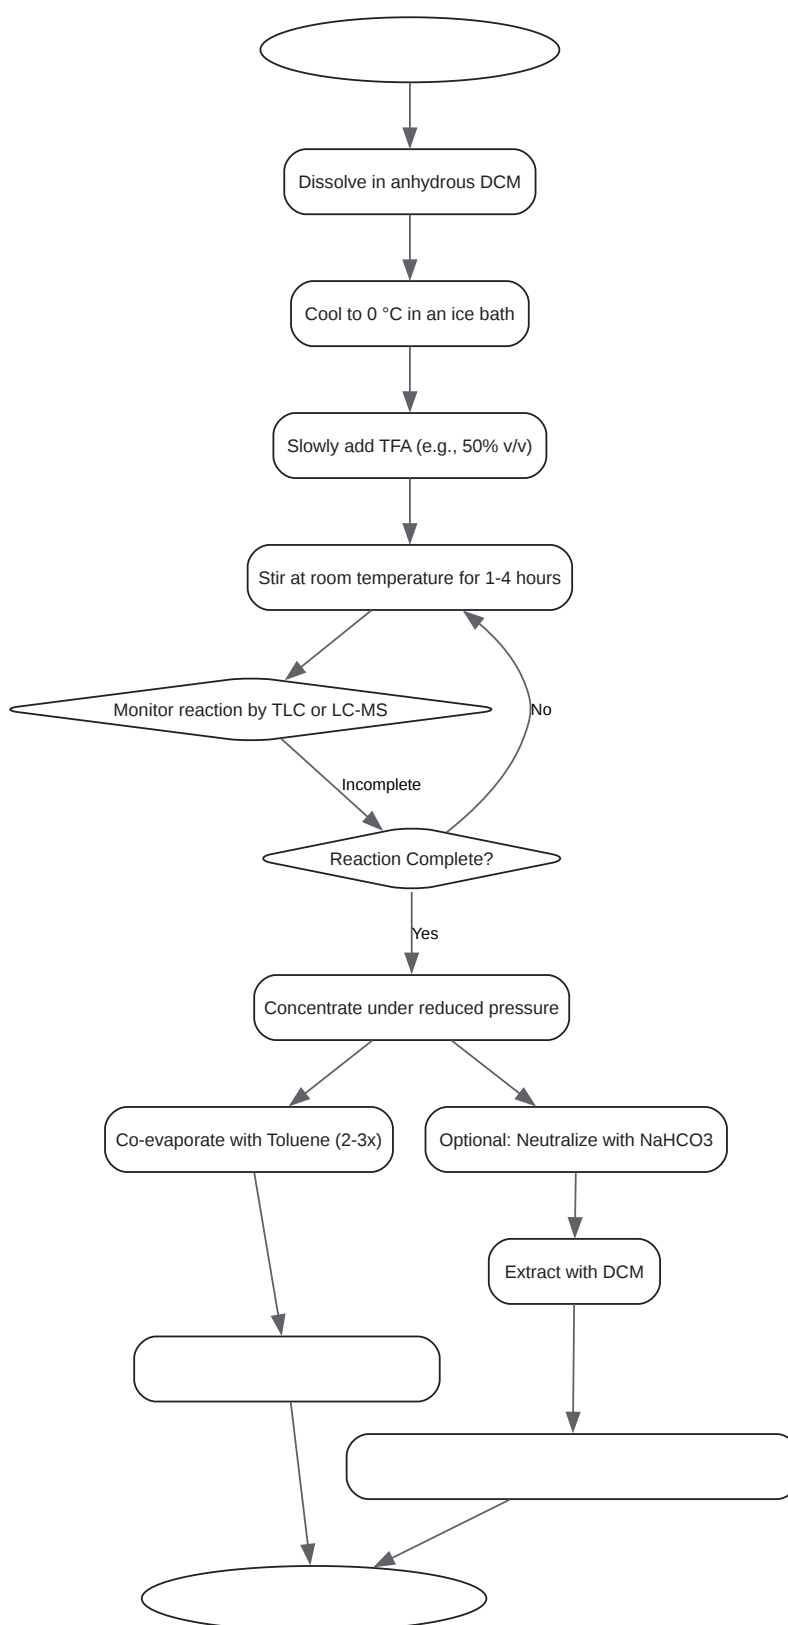 Dissolve in anhydrous DCM
Cool to 0 °C in an ice bath
Slowly add TFA (e.g., 50% v/v)
Stir at room temperature for 1-4 hours
Monitor reaction by TLC or LC-MS
No
Incomplete
Reaction Complete?
Yes
Concentrate under reduced pressure
Co-evaporate with Toluene (2-3x)
Optional: Neutralize with NaHCO3
Extract with DCM